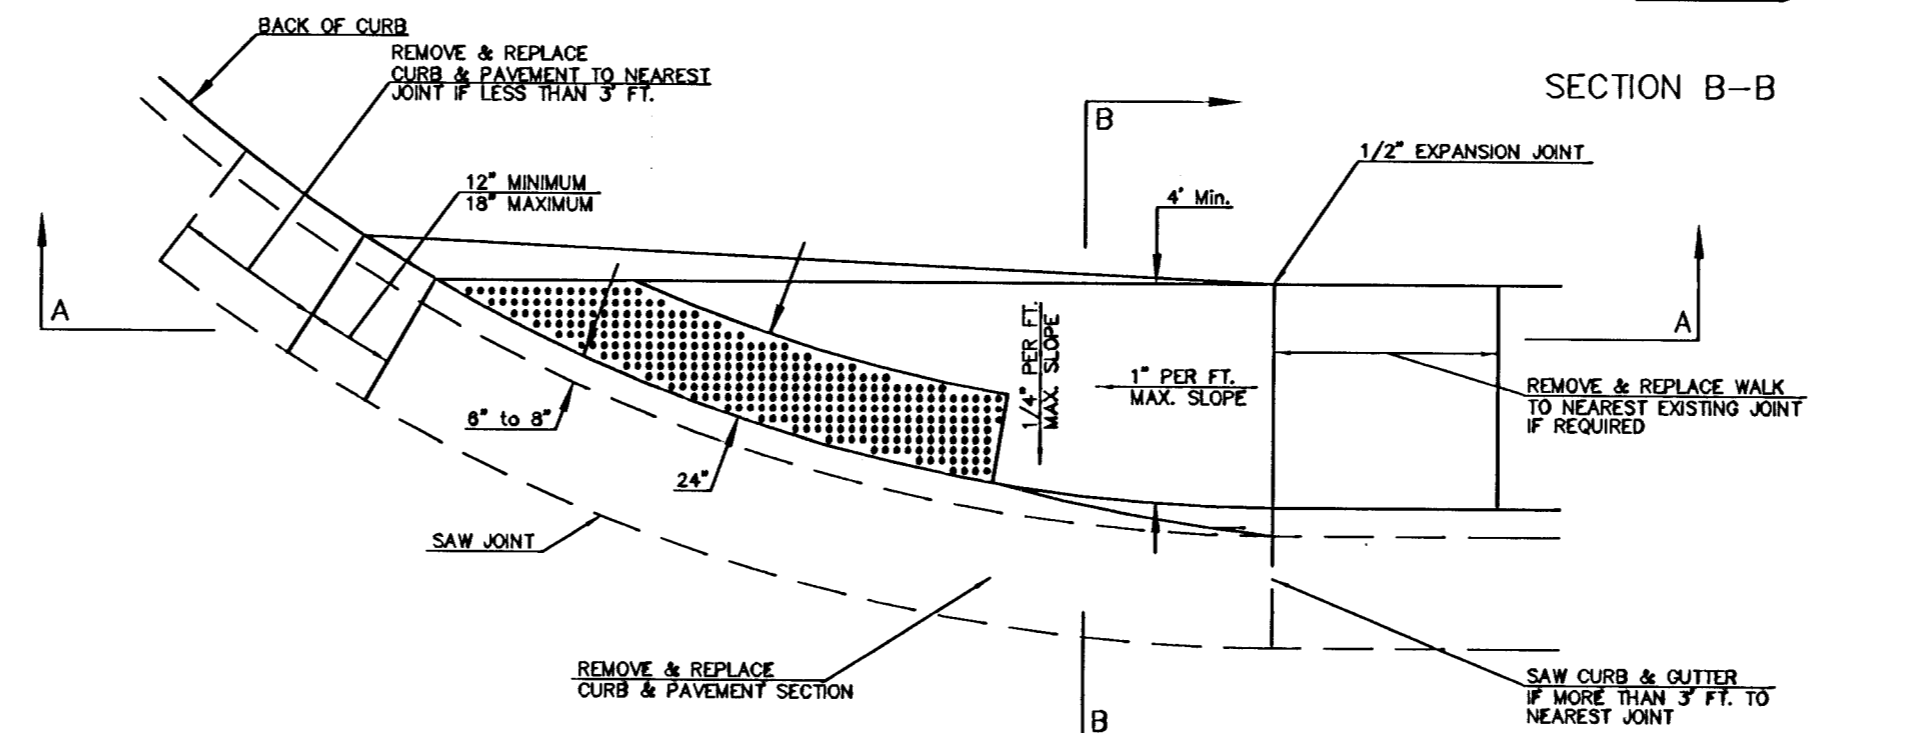 BACK OF CURB
REMOVE & REPLACE
CURB & PAVEMENT TO NEAREST
JOINT IF LESS THAN 3' FT.
SECTION B-B
B
1/2" EXPANSION JOINT
12" MINIMUM
18" MAXIMUM
4' Min.
A
A
1/4" PER FT.
MAX. SLOPE
1" PER FT.
MAX. SLOPE
REMOVE & REPLACE WALK
TO NEAREST EXISTING JOINT
IF REQUIRED
6" to 8"
24"
SAW JOINT
REMOVE & REPLACE
CURB & PAVEMENT SECTION
SAW CURB & GUTTER
IF MORE THAN 3' FT. TO
NEAREST JOINT
B